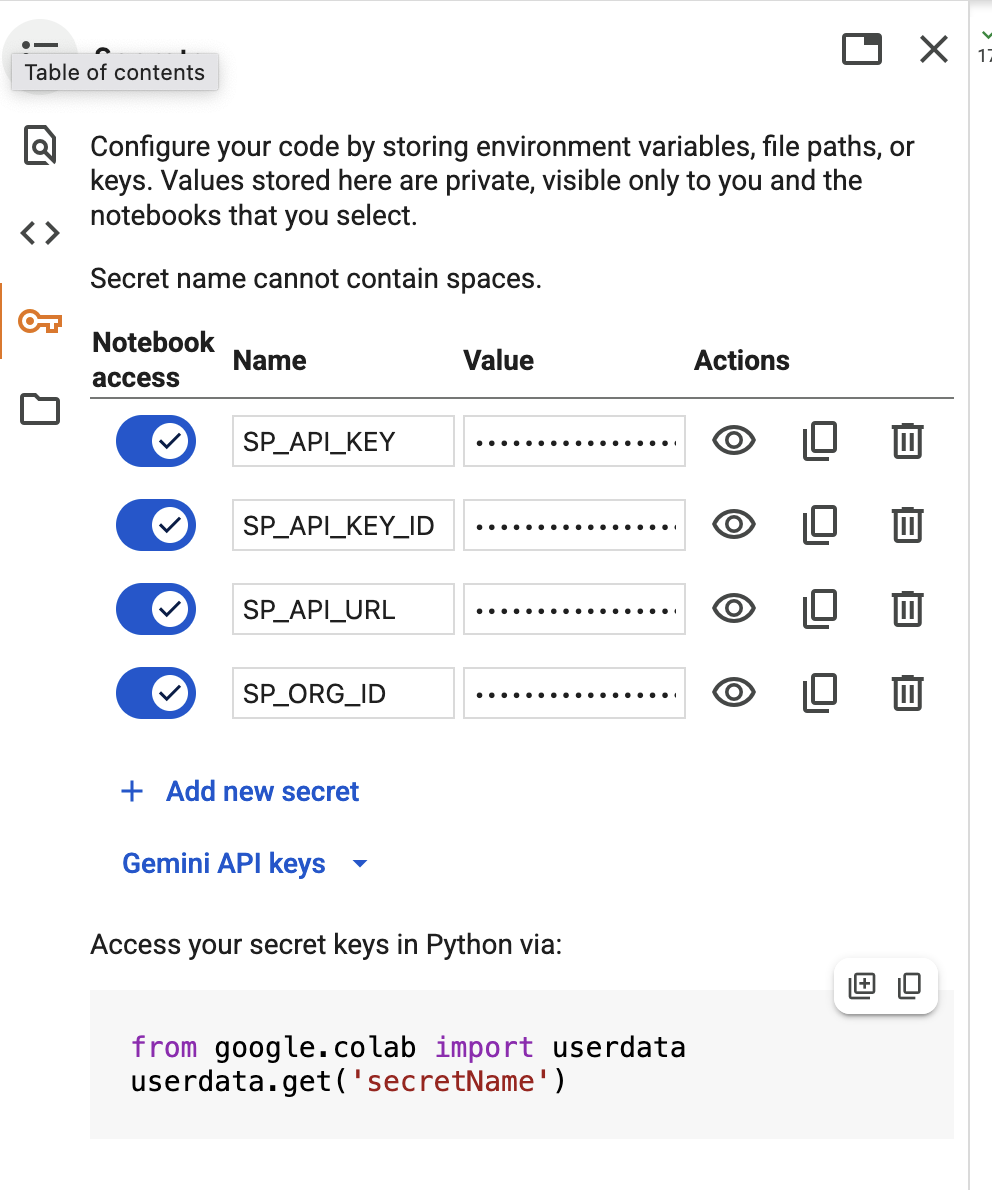 Table of contents
Configure your code by storing environment variables, file paths, or
keys. Values stored here are private, visible only to you and the
notebooks that you select.
Secret name cannot contain spaces.
Notebook access Name Value Actions
SP_API_KEY ••••••••••••••••••
SP_API_KEY_ID ••••••••••••••••••
SP_API_URL ••••••••••••••••••
SP_ORG_ID ••••••••••••••••••
+ Add new secret
Gemini API keys
Access your secret keys in Python via:
from google.colab import userdata
userdata.get('secretName')